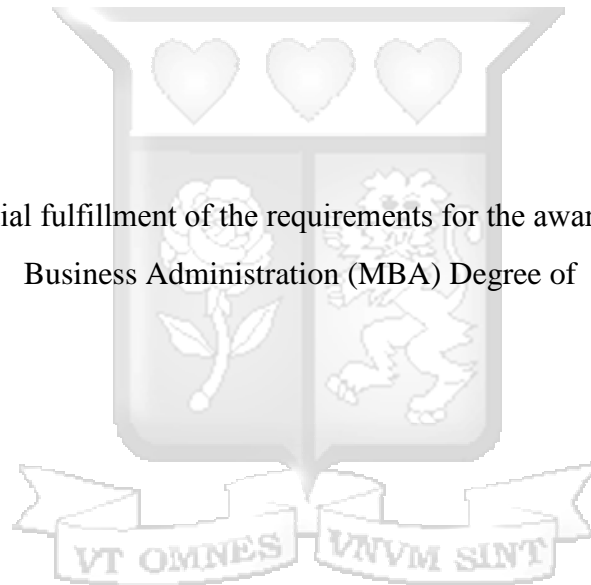 ial fulfillment of the requirements for the awar
Business Administration (MBA) Degree of
VT OMNES VNVM SINT